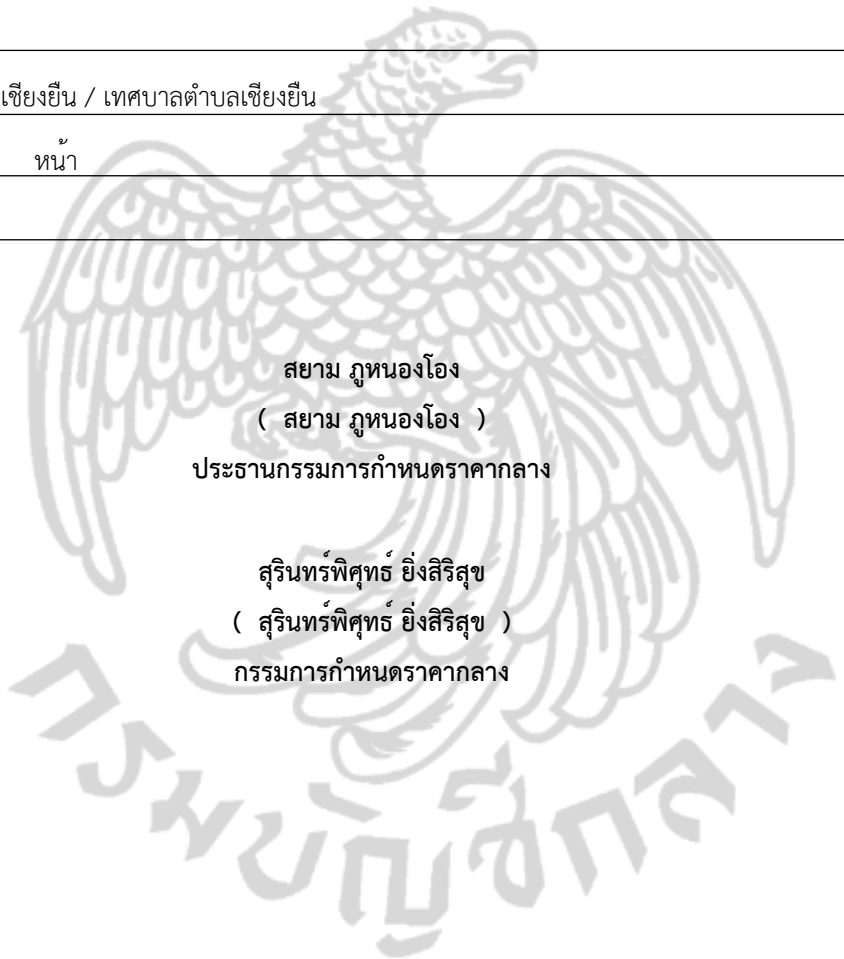 เชียงยืน / เทศบาลตำบลเชียงยืน
หน้า
สยาม ภูหนองโอง
( สยาม ภูหนองโอง )
ประธานกรรมการกำหนดราคากลาง
สุรินทร์พิศุทธ์ ยิ่งสิริสุข
( สุรินทร์พิศุทธ์ ยิ่งสิริสุข )
กรรมการกำหนดราคากลาง
กรมบัญชีกลาง